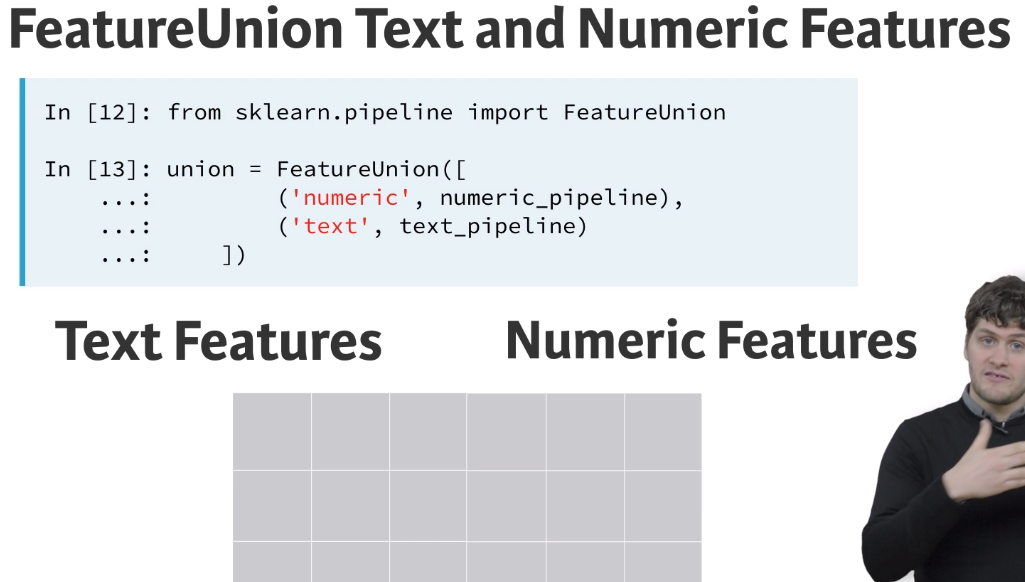 FeatureUnion Text and Numeric Features
In [12]: from sklearn.pipeline import FeatureUnion
In [13]: union = FeatureUnion([
...: ('numeric', numeric_pipeline),
...: ('text', text_pipeline)
...: ])
Text Features
Numeric Features